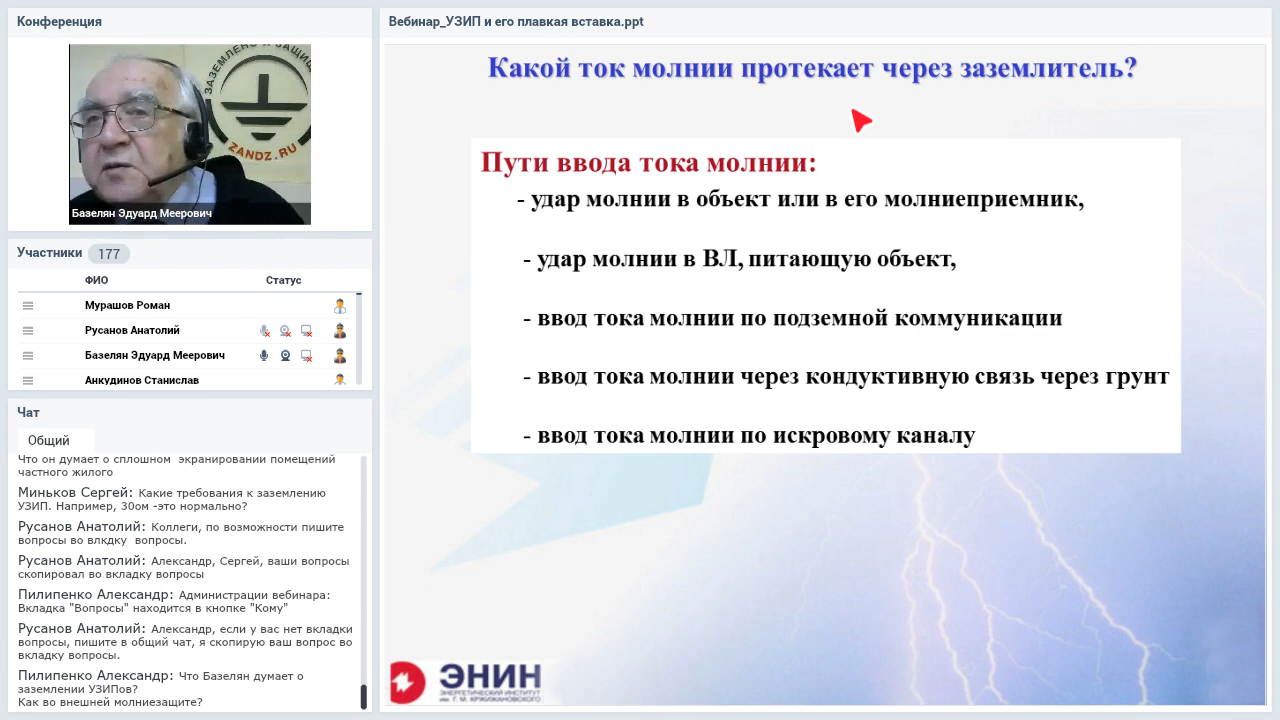 Конференция
ЗАЗЕМЛЕНО И ЗАЩИЩ
ZANDZ.RU
Базелян Эдуард Меерович
Участники 177
ФИО Статус
Мурашов Роман
Русанов Анатолий
Базелян Эдуард Меерович
Анкудинов Станислав
Чат
Общий
Что он думает о сплошном экранировании помещений
частного жилого
Миньков Сергей: Какие требования к заземлению
УЗИП. Например, 30ом -это нормально?
Русанов Анатолий: Коллеги, по возможности пишите
вопросы во влкдку вопросы.
Русанов Анатолий: Александр, Сергей, ваши вопросы
скопировал во вкладку вопросы
Пилипенко Александр: Администрации вебинара:
Вкладка "Вопросы" находится в кнопке "Кому"
Русанов Анатолий: Александр, если у вас нет вкладки
вопросы, пишите в общий чат, я скопирую ваш вопрос во
вкладку вопросы.
Пилипенко Александр: Что Базелян думает о
заземлении УЗИПов?
Как во внешней молниезащите?
Вебинар_УЗИП и его плавкая вставка.ppt
Какой ток молнии протекает через заземлитель?
Пути ввода тока молнии:
- удар молнии в объект или в его молниеприемник,
- удар молнии в ВЛ, питающую объект,
- ввод тока молнии по подземной коммуникации
- ввод тока молнии через кондуктивную связь через грунт
- ввод тока молнии по искровому каналу
ЭНИН
ЭНЕРГЕТИЧЕСКИЙ ИНСТИТУТ
им. Г. М. КРЖИЖАНОВСКОГО